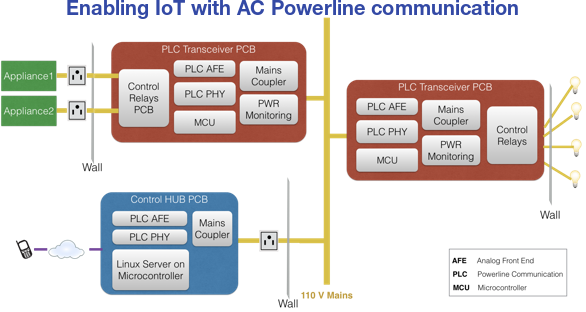 Enabling IoT with AC Powerline communication
PLC Transceiver PCB
Appliance1
Appliance2
Control
Relays
PCB
PLC AFE
PLC PHY
MCU
Mains
Coupler
PWR
Monitoring
Wall
PLC Transceiver PCB
PLC AFE
PLC PHY
MCU
Mains
Coupler
PWR
Monitoring
Control
Relays
Wall
Control HUB PCB
PLC AFE
PLC PHY
Linux Server on
Microcontroller
Mains
Coupler
Wall
110 V Mains
AFE Analog Front End
PLC Powerline Communication
MCU Microcontroller